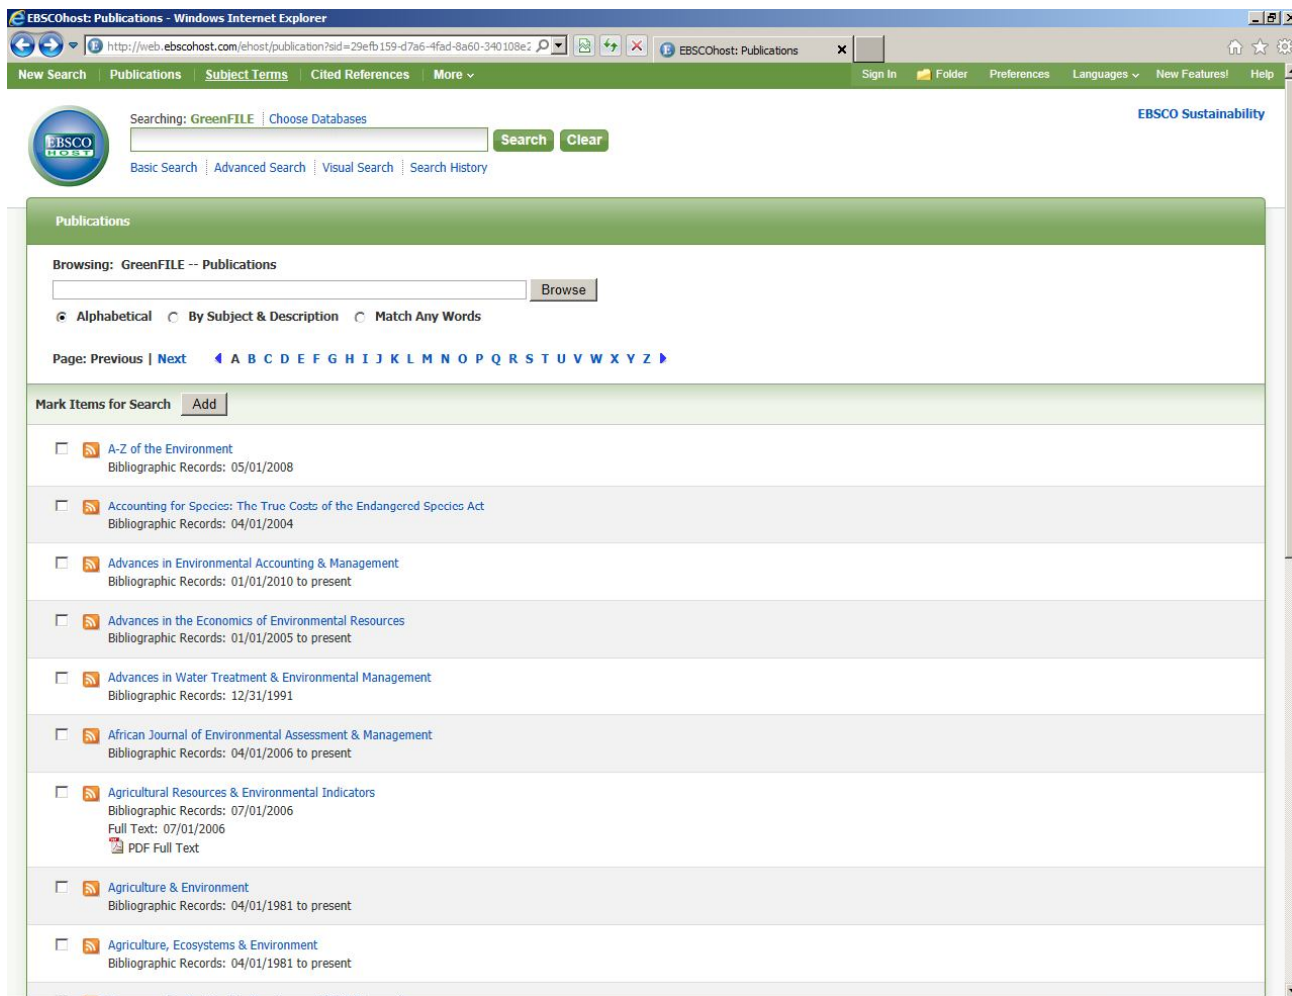 EBSCOhost: Publications - Windows Internet Explorer
http://web.ebscohost.com/ehost/publication?sid=29efb159-d7a6-4fad-8a60-340108e2
EBSCOhost: Publications
New Search Publications Subject Terms Cited References More
Sign In Folder Preferences Languages New Features! Help
EBSCO HOST
Searching: GreenFILE Choose Databases
EBSCO Sustainability
Search Clear
Basic Search Advanced Search Visual Search Search History
Publications
Browsing: GreenFILE -- Publications
Browse
Alphabetical By Subject & Description Match Any Words
Page: Previous | Next A B C D E F G H I J K L M N O P Q R S T U V W X Y Z
Mark Items for Search Add
A-Z of the Environment
Bibliographic Records: 05/01/2008
Accounting for Species: The True Costs of the Endangered Species Act
Bibliographic Records: 04/01/2004
Advances in Environmental Accounting & Management
Bibliographic Records: 01/01/2010 to present
Advances in the Economics of Environmental Resources
Bibliographic Records: 01/01/2005 to present
Advances in Water Treatment & Environmental Management
Bibliographic Records: 12/31/1991
African Journal of Environmental Assessment & Management
Bibliographic Records: 04/01/2006 to present
Agricultural Resources & Environmental Indicators
Bibliographic Records: 07/01/2006
Full Text: 07/01/2006
PDF Full Text
Agriculture & Environment
Bibliographic Records: 04/01/1981 to present
Agriculture, Ecosystems & Environment
Bibliographic Records: 04/01/1981 to present